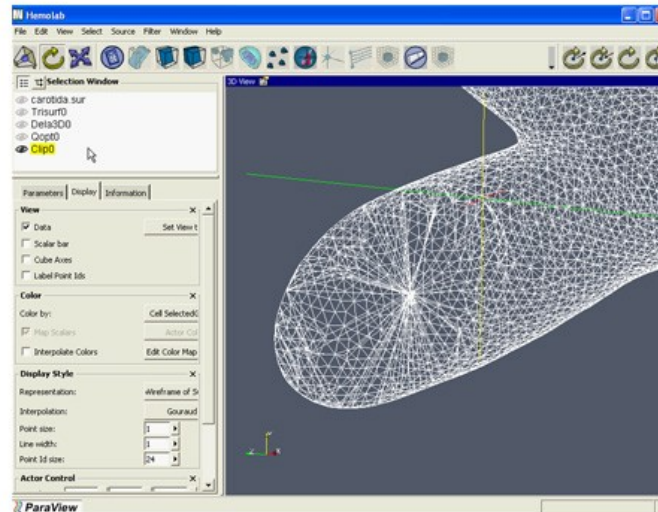 Hemolab
File Edit View Select Source Filter Window Help
Selection Window
3D View
carotida.sur
Trisurf0
Dela3D0
Qopt0
Clip0
Parameters Display Information
View
Data Set View t
Scalar bar
Cube Axes
Label Point Ids
Color
Color by: Cell Selected
Map Scalars Actor Col
Interpolate Colors Edit Color Map
Display Style
Representation: Wireframe of S
Interpolation: Gouraud
Point size: 1
Line width: 1
Point Id size: 24
Actor Control
ParaView